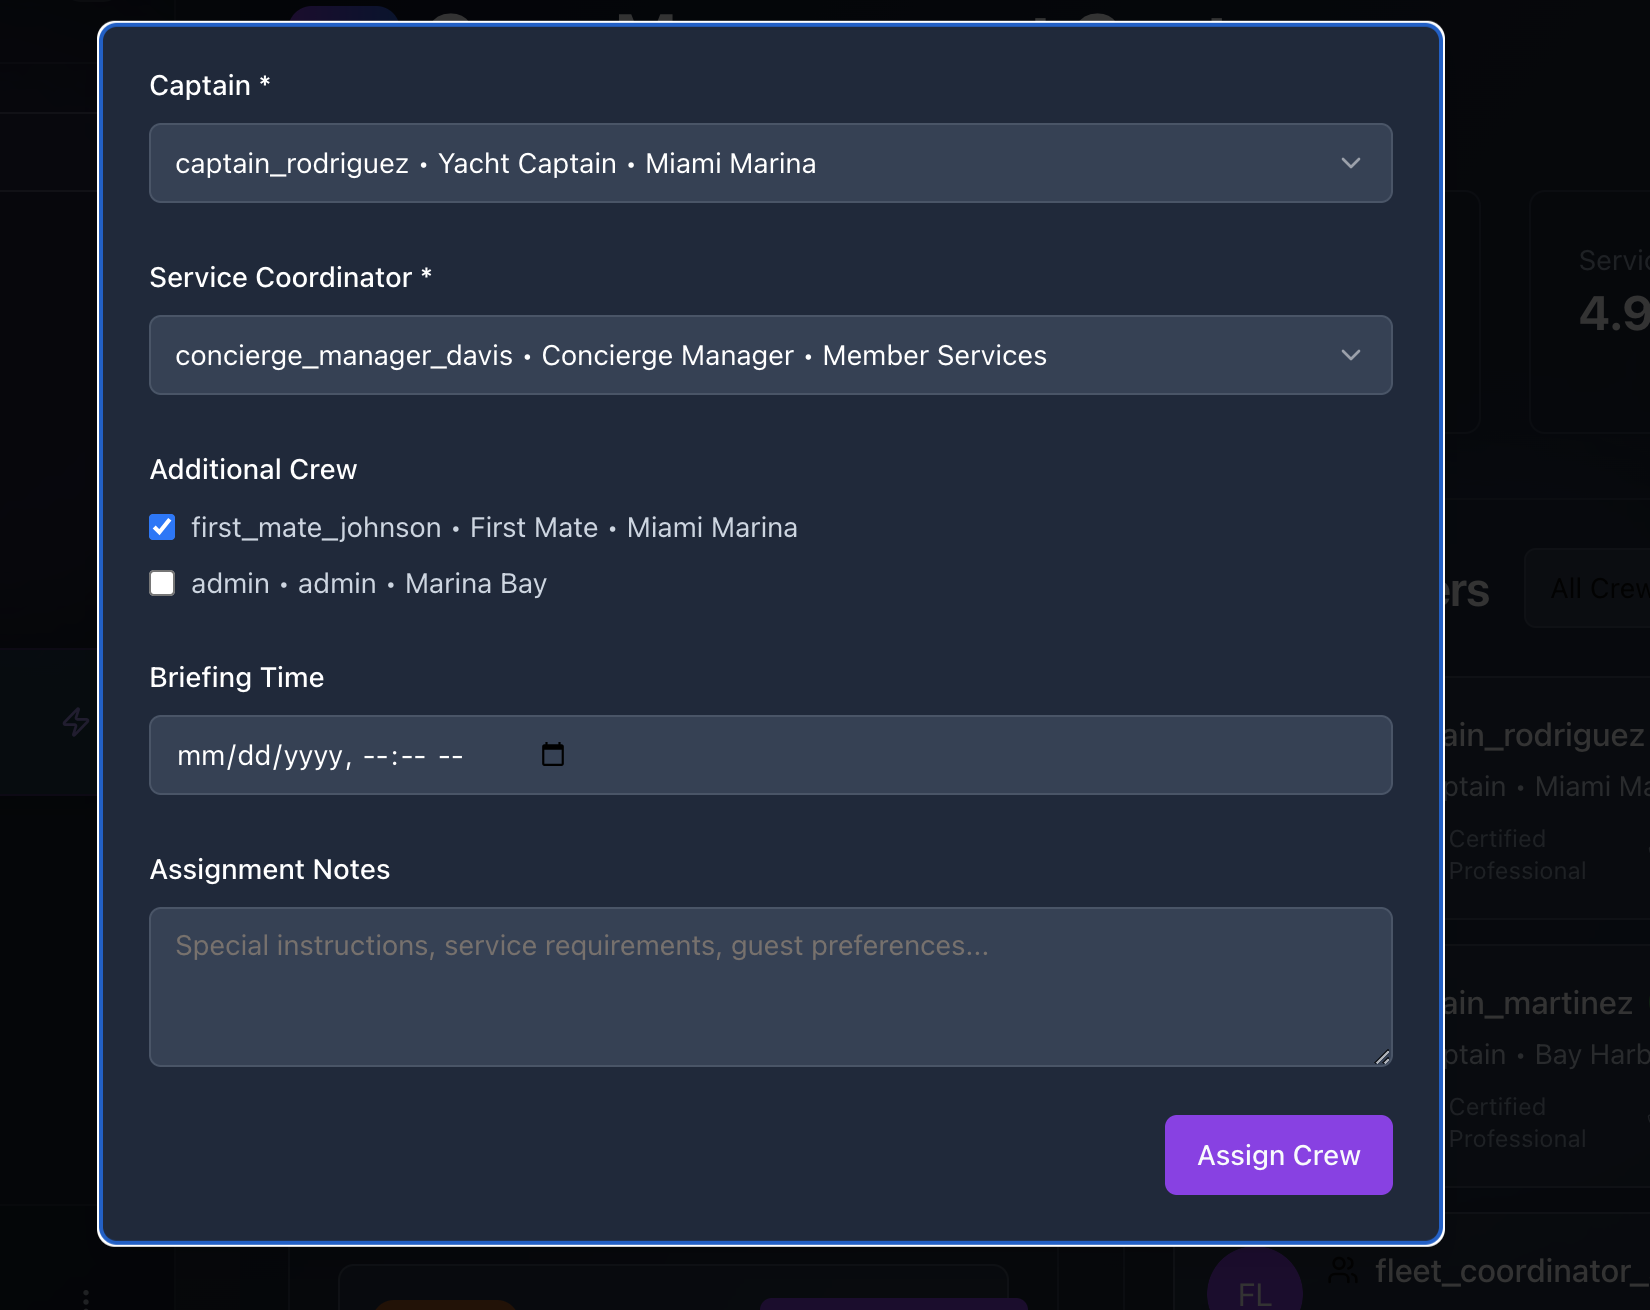 Captain *
captain_rodriguez • Yacht Captain • Miami Marina
Service Coordinator *
concierge_manager_davis • Concierge Manager • Member Services
Additional Crew
first_mate_johnson • First Mate • Miami Marina
admin • admin • Marina Bay
Briefing Time
mm/dd/yyyy, --:-- --
Assignment Notes
Special instructions, service requirements, guest preferences...
Assign Crew
4.9
All Crew
ain_rodriguez
ptain • Miami Ma
Certified
Professional
ain_martinez
ptain • Bay Harb
Certified
Professional
FL
fleet_coordinator_